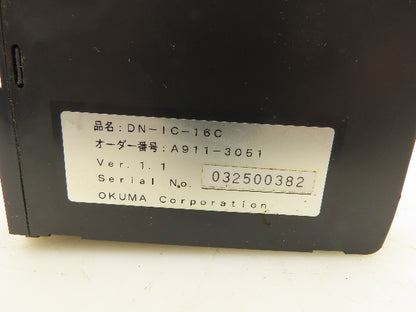 品名: DN-IC-16C
オーダー番号: A911-3051
Ver. 1. 1
Serial No. 032500382
OKUMA Corporation